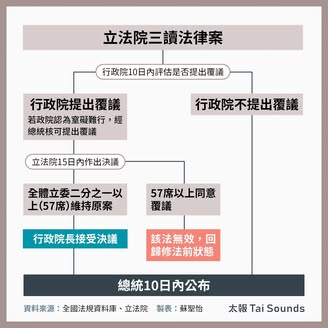 立法院三讀法律案
行政院10日內評估是否提出覆議
行政院提出覆議
若政院認為窒礙難行，經
總統核可提出覆議
行政院不提出覆議
立法院15日內作出決議
全體立委二分之一以
上(57席)維持原案
57席以上同意
覆議
行政院長接受決議
該法無效，回
歸修法前狀態
總統10日內公布
資料來源：全國法規資料庫、立法院　製表：蘇聖怡
太報 Tai Sounds